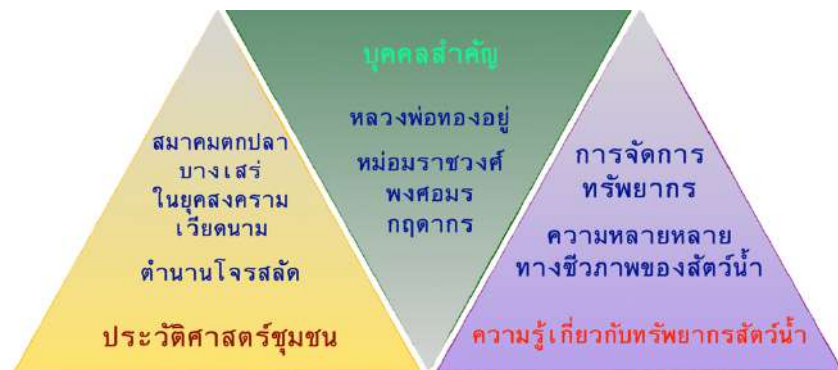 สมาคมตกปลา
บางเสร่
ในยุคสงคราม
เวียดนาม
ตำนานโจรสลัด
ประวัติศาสตร์ชุมชน
บุคคลสำคัญ
หลวงพ่อทองอยู่
หม่อมราชวงศ์
พงศ์อมร
กฤดากร
การจัดการ
ทรัพยากร
ความหลายหลาย
ทางชีวภาพของสัตว์น้ำ
ความรู้เกี่ยวกับทรัพยากรสัตว์น้ำ